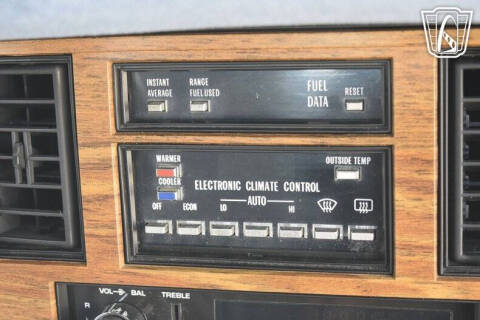 INSTANT RANGE FUEL
AVERAGE FUEL USED DATA RESET
WARMER OUTSIDE TEMP
COOLER ELECTRONIC CLIMATE CONTROL
AUTO
OFF ECON LO HI
VOL BAL TREBLE
R